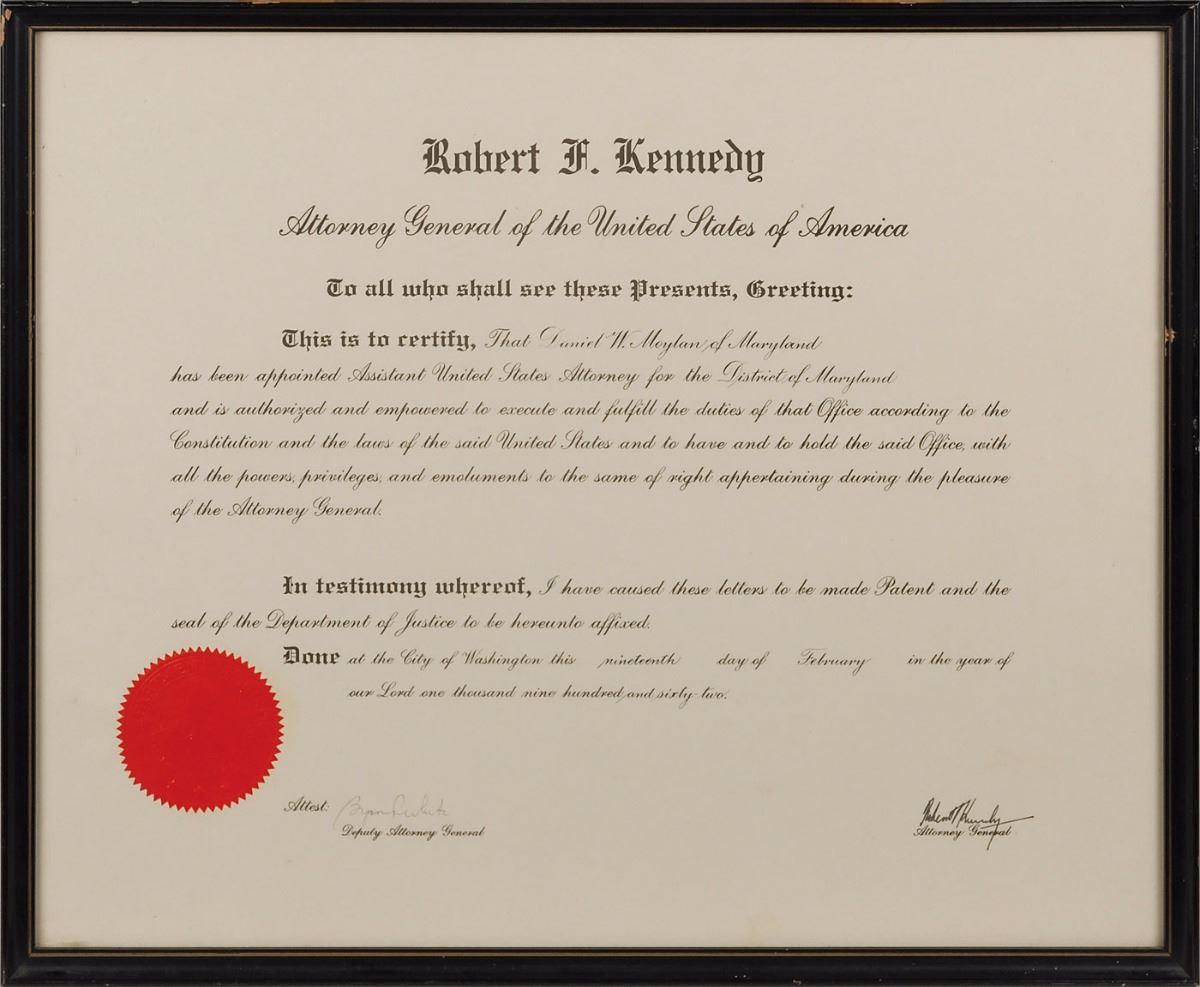 Robert F. Kennedy
Attorney General of the United States of America
To all who shall see these Presents, Greeting:
This is to certify, That Daniel W. Moylan, of Maryland
has been appointed Assistant United States Attorney for the District of Maryland
and is authorized and empowered to execute and fulfill the duties of that Office according to the
Constitution and the laws of the said United States and to have and to hold the said Office, with
all the powers, privileges, and emoluments to the same of right appertaining during the pleasure
of the Attorney General.
In testimony whereof, I have caused these letters to be made Patent and the
seal of the Department of Justice to be hereunto affixed.
Done at the City of Washington this nineteenth day of February in the year of
our Lord one thousand nine hundred and sixty-two.
Attest: Byron R White
Deputy Attorney General
Robert F Kennedy
Attorney General